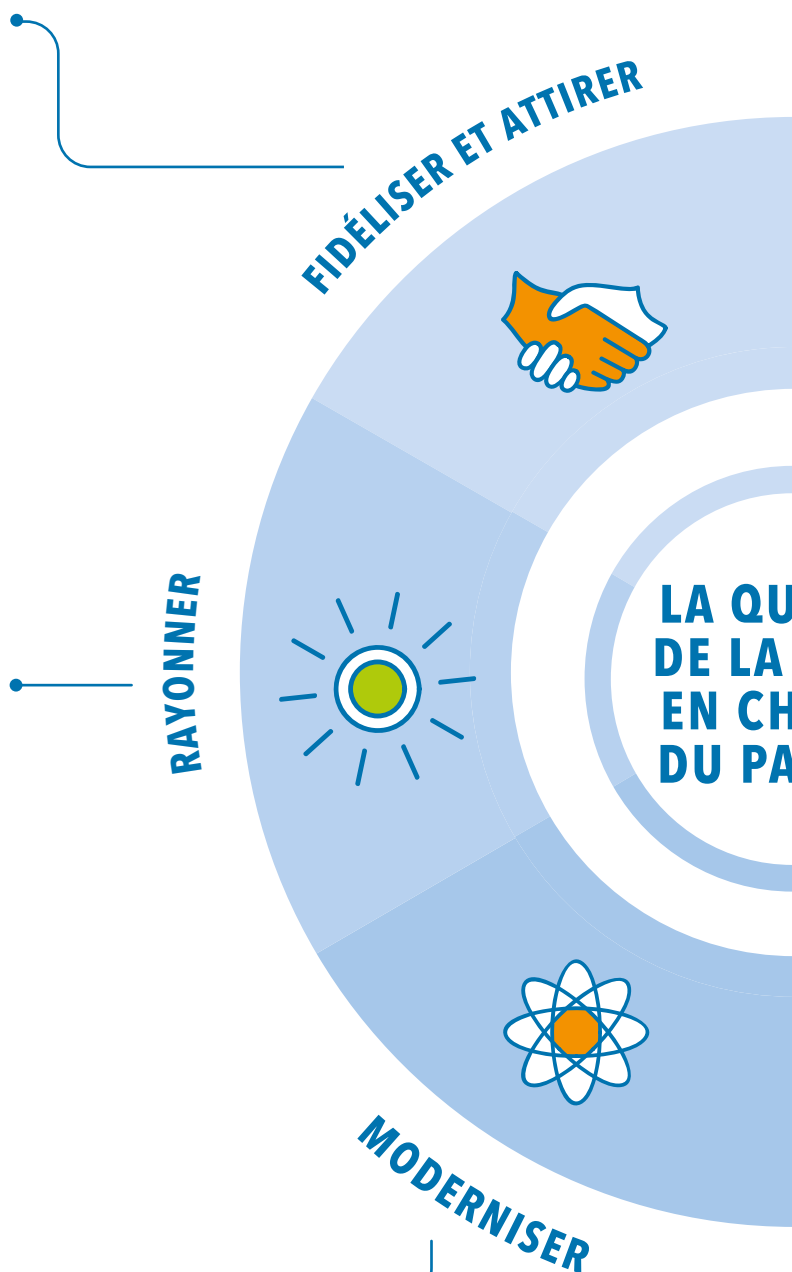 FIDÉLISER ET ATTIRER
RAYONNER
LA QU
DE LA
EN CH
DU PA
MODERNISER